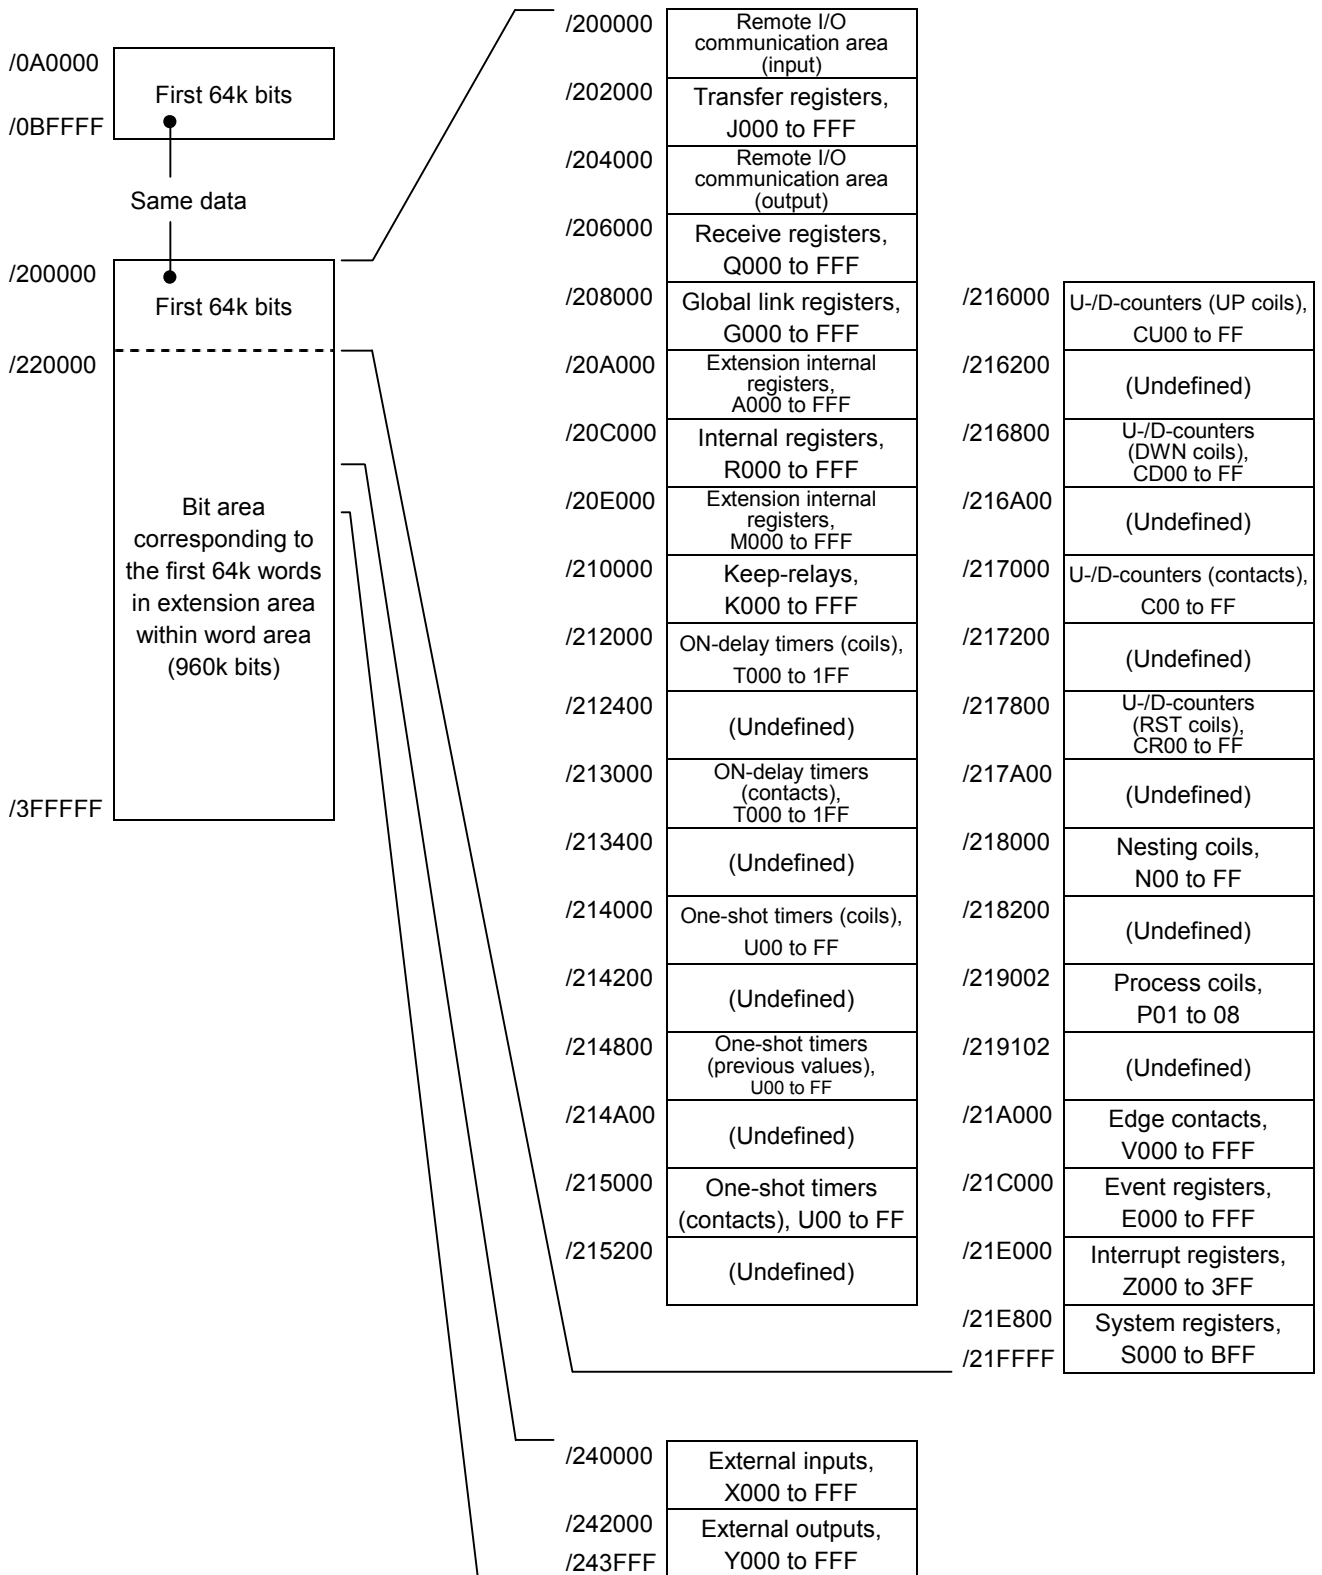 /0A0000
First 64k bits
/0BFFFF
Same data
/200000
First 64k bits
/220000
Bit area
corresponding to
the first 64k words
in extension area
within word area
(960k bits)
/3FFFFF
/200000
Remote I/O
communication area
(input)
/202000
Transfer registers,
J000 to FFF
/204000
Remote I/O
communication area
(output)
/206000
Receive registers,
Q000 to FFF
/208000
Global link registers,
G000 to FFF
/20A000
Extension internal
registers,
A000 to FFF
/20C000
Internal registers,
R000 to FFF
/20E000
Extension internal
registers,
M000 to FFF
/210000
Keep-relays,
K000 to FFF
/212000
ON-delay timers (coils),
T000 to 1FF
/212400
(Undefined)
/213000
ON-delay timers
(contacts),
T000 to 1FF
/213400
(Undefined)
/214000
One-shot timers (coils),
U00 to FF
/214200
(Undefined)
/214800
One-shot timers
(previous values),
U00 to FF
/214A00
(Undefined)
/215000
One-shot timers
(contacts), U00 to FF
/215200
(Undefined)
/216000
U-/D-counters (UP coils),
CU00 to FF
/216200
(Undefined)
/216800
U-/D-counters
(DWN coils),
CD00 to FF
/216A00
(Undefined)
/217000
U-/D-counters (contacts),
C00 to FF
/217200
(Undefined)
/217800
U-/D-counters
(RST coils),
CR00 to FF
/217A00
(Undefined)
/218000
Nesting coils,
N00 to FF
/218200
(Undefined)
/219002
Process coils,
P01 to 08
/219102
(Undefined)
/21A000
Edge contacts,
V000 to FFF
/21C000
Event registers,
E000 to FFF
/21E000
Interrupt registers,
Z000 to 3FF
/21E800
System registers,
S000 to BFF
/21FFFF
/240000
External inputs,
X000 to FFF
/242000
External outputs,
Y000 to FFF
/243FFF